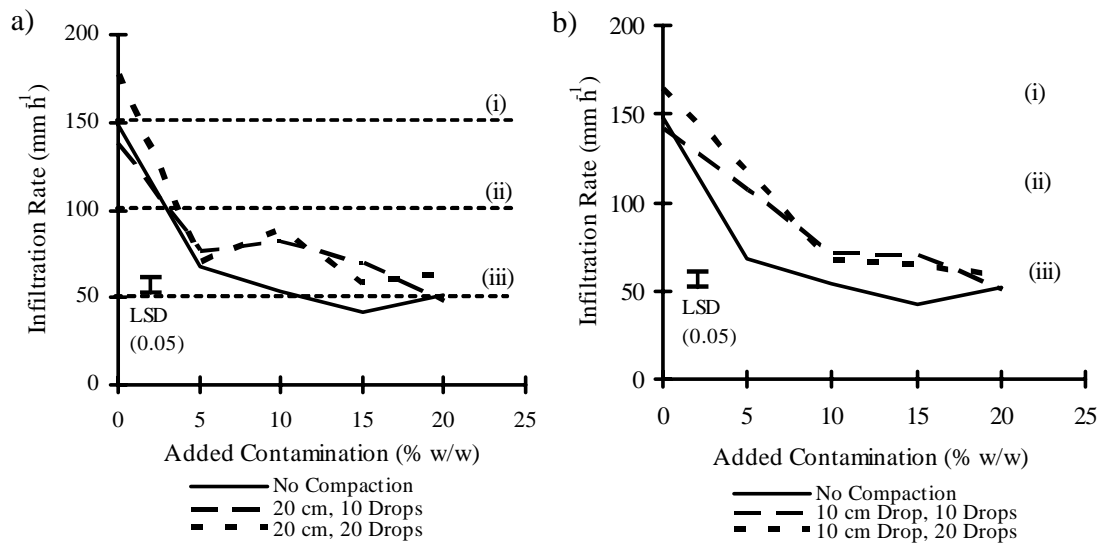 a)
Infiltration Rate (mm h-1)
200
150
100
50
0
(i)
(ii)
(iii)
LSD
(0.05)
0 5 10 15 20 25
Added Contamination (% w/w)
No Compaction
20 cm, 10 Drops
20 cm, 20 Drops
b)
Infiltration Rate (mm h-1)
200
150
100
50
0
(i)
(ii)
(iii)
LSD
(0.05)
0 5 10 15 20 25
Added Contamination (% w/w)
No Compaction
10 cm Drop, 10 Drops
10 cm Drop, 20 Drops